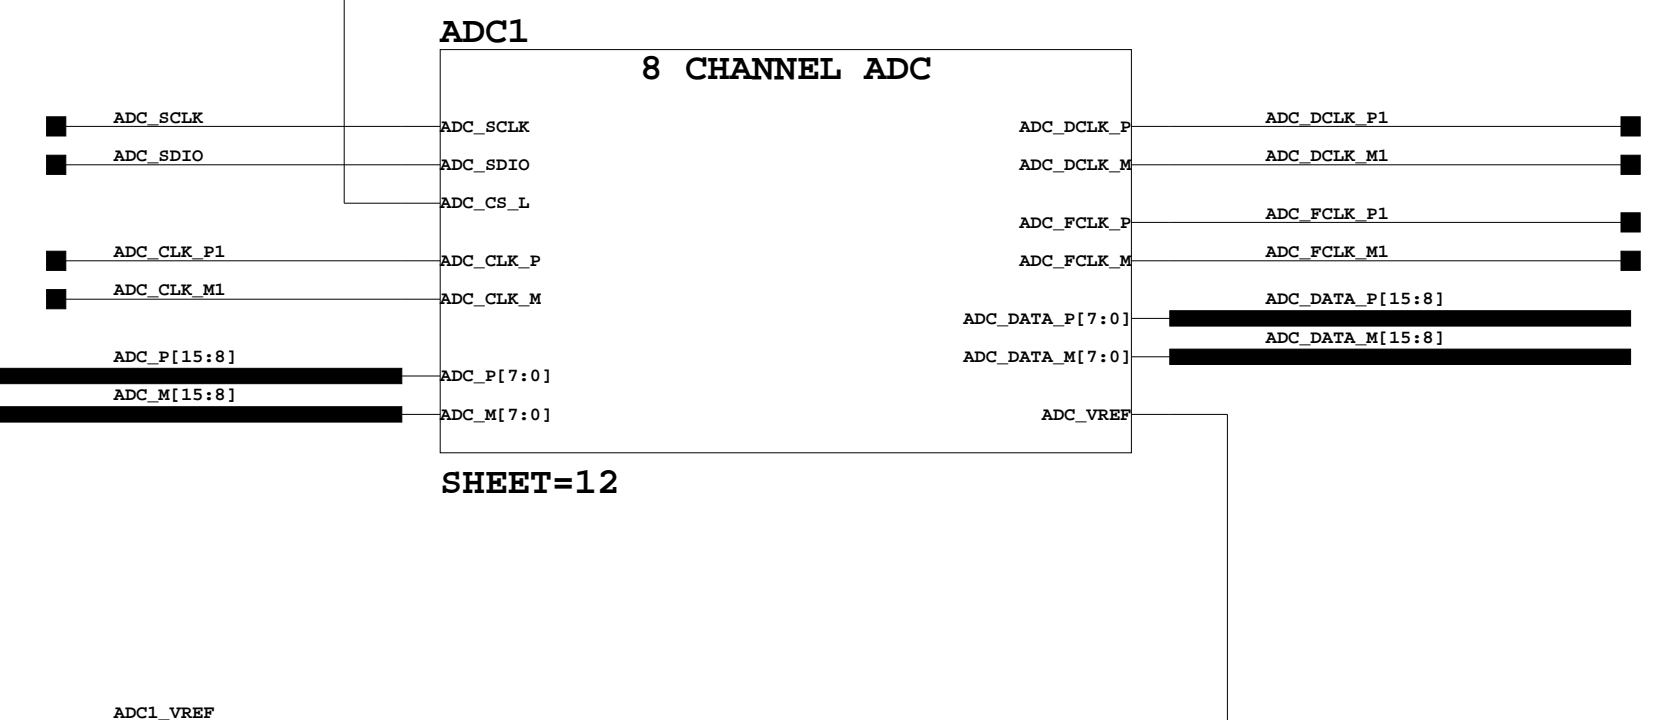 ADC1
8 CHANNEL ADC
ADC_SCLK
ADC_SCLK
ADC_DCLK_P
ADC_DCLK_P1
ADC_SDIO
ADC_SDIO
ADC_DCLK_M
ADC_DCLK_M1
ADC_CS_L
ADC_FCLK_P
ADC_FCLK_P1
ADC_CLK_P1
ADC_CLK_P
ADC_FCLK_M
ADC_FCLK_M1
ADC_CLK_M1
ADC_CLK_M
ADC_DATA_P[7:0]
ADC_DATA_P[15:8]
ADC_DATA_M[7:0]
ADC_DATA_M[15:8]
ADC_P[15:8]
ADC_P[7:0]
ADC_M[15:8]
ADC_M[7:0]
ADC_VREF
SHEET=12
ADC1_VREF